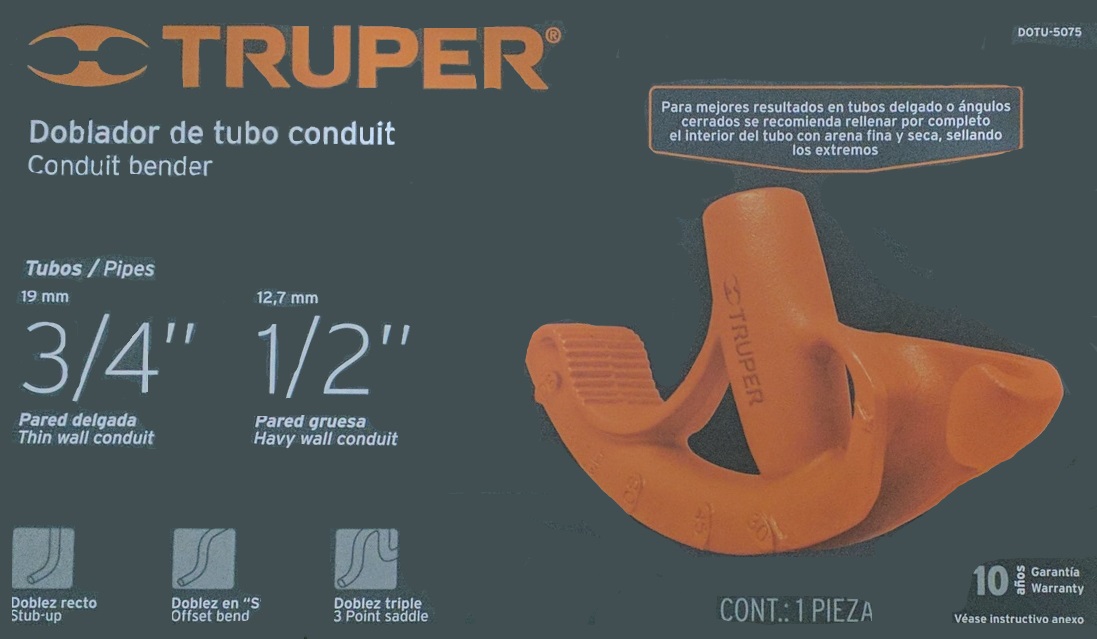 TRUPER®
DOTU-5075
Doblador de tubo conduit
Conduit bender
Para mejores resultados en tubos delgado o ángulos
cerrados se recomienda rellenar por completo
el interior del tubo con arena fina y seca, sellando
los extremos
Tubos / Pipes
19 mm
3/4"
Pared delgada
Thin wall conduit
12,7 mm
1/2"
Pared gruesa
Havy wall conduit
TRUPER
Doblez recto
Stub-up
Doblez en "S
Offset bend
Doblez triple
3 Point saddle
CONT.: 1 PIEZA
10 años
Garantía
Warranty
Véase instructivo anexo